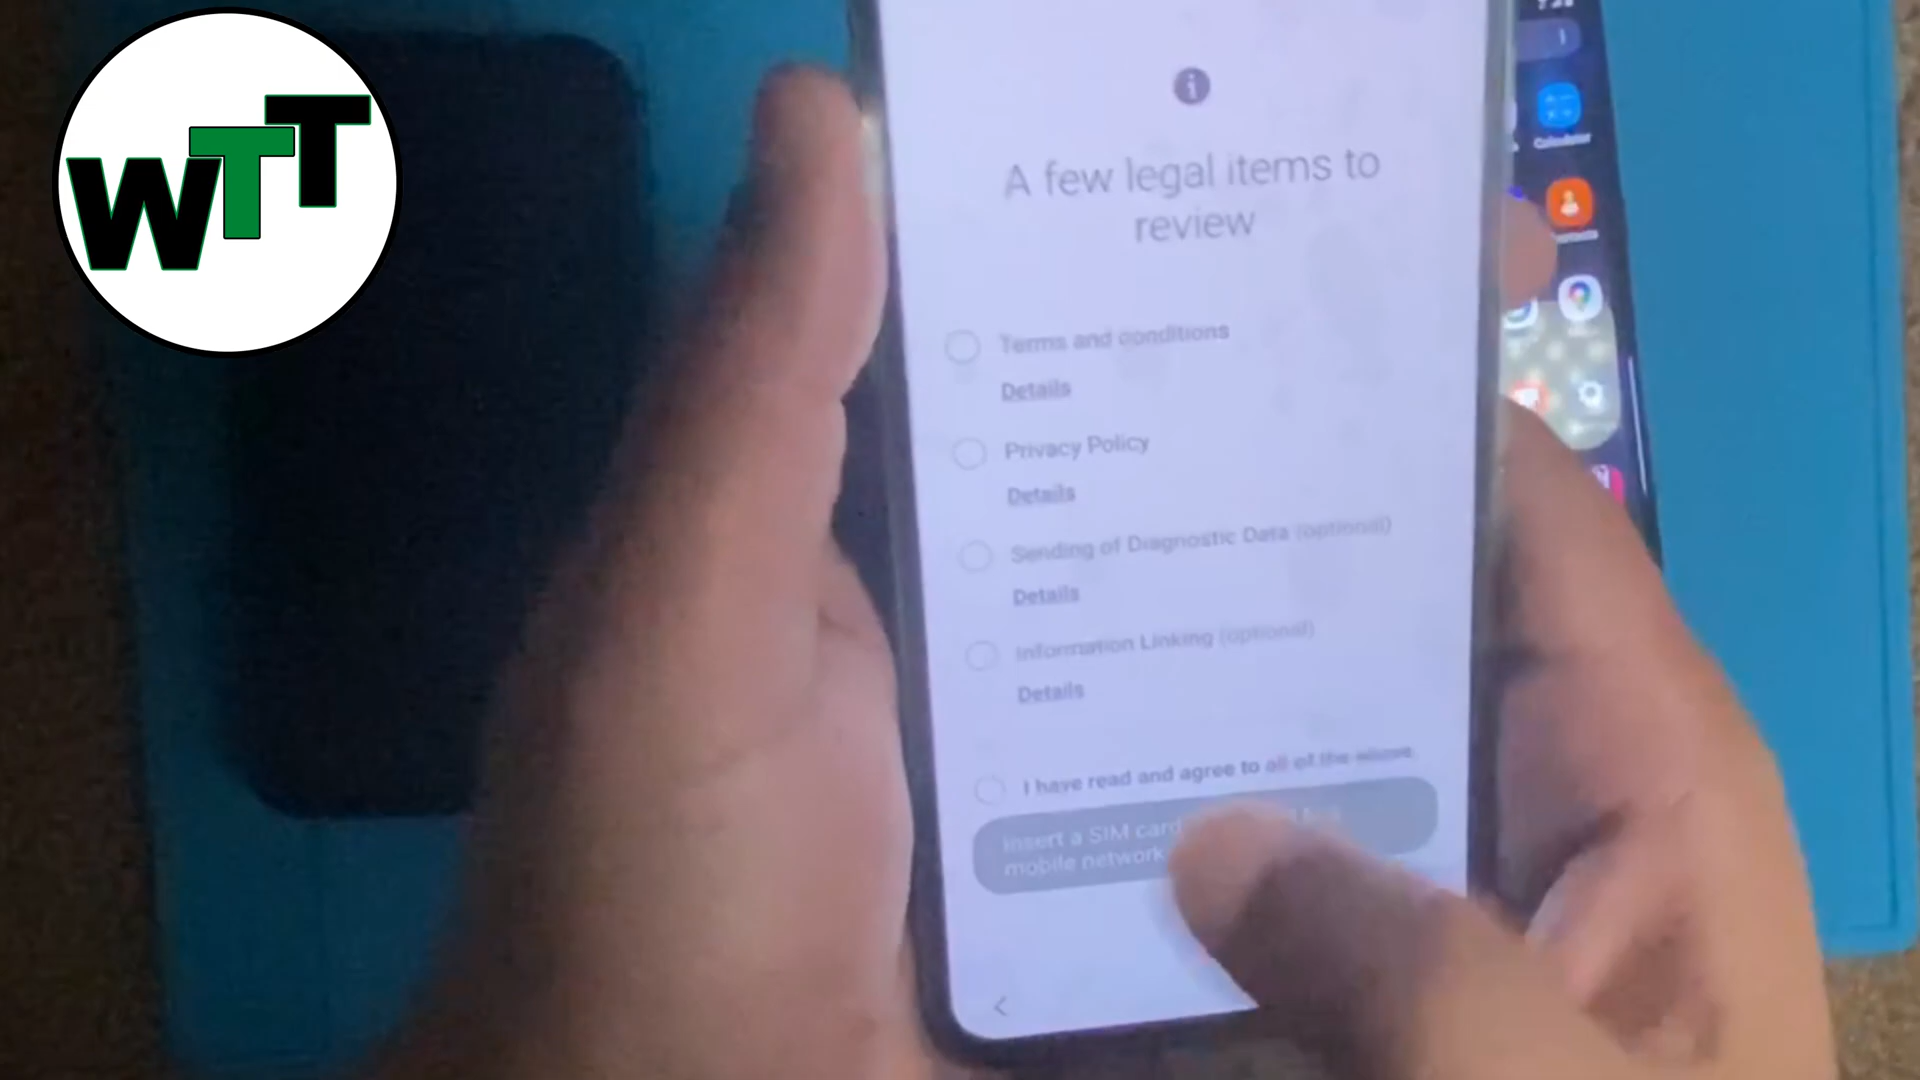 WTT
A few legal items to
review
Terms and conditions
Details
Privacy Policy
Details
Sending of Diagnostic Data (optional)
Details
Information Linking (optional)
Details
I have read and agree to all of the above.
Insert a SIM card
mobile network
Calculator